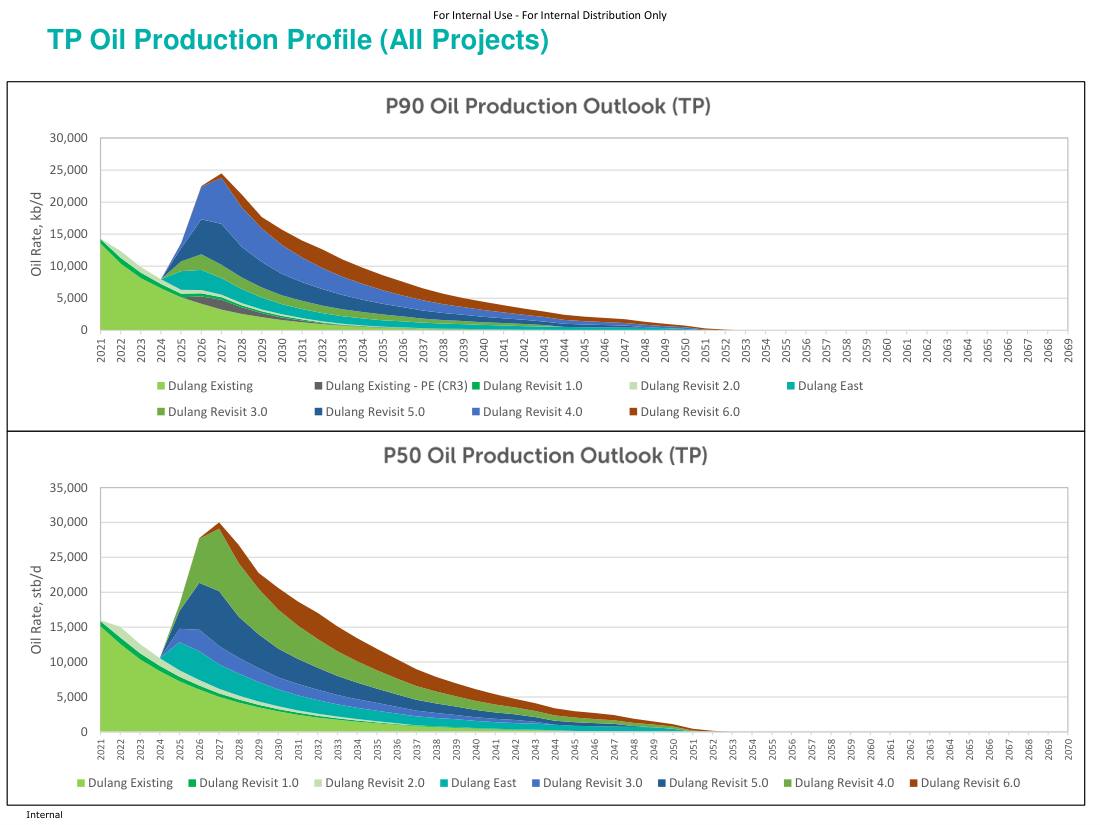 For Internal Use - For Internal Distribution Only
TP Oil Production Profile (All Projects)
P90 Oil Production Outlook (TP)
30,000
25,000
20,000
15,000
10,000
5,000
0
Oil Rate, kb/d
2021 2022 2023 2024 2025 2026 2027 2028 2029 2030 2031 2032 2033 2034 2035 2036 2037 2038 2039 2040 2041 2042 2043 2044 2045 2046 2047 2048 2049 2050 2051 2052 2053 2054 2055 2056 2057 2058 2059 2060 2061 2062 2063 2064 2065 2066 2067 2068 2069
Dulang Existing Dulang Existing - PE (CR3) Dulang Revisit 1.0 Dulang Revisit 2.0 Dulang East
Dulang Revisit 3.0 Dulang Revisit 5.0 Dulang Revisit 4.0 Dulang Revisit 6.0
P50 Oil Production Outlook (TP)
35,000
30,000
25,000
20,000
15,000
10,000
5,000
0
Oil Rate, stb/d
2021 2022 2023 2024 2025 2026 2027 2028 2029 2030 2031 2032 2033 2034 2035 2036 2037 2038 2039 2040 2041 2042 2043 2044 2045 2046 2047 2048 2049 2050 2051 2052 2053 2054 2055 2056 2057 2058 2059 2060 2061 2062 2063 2064 2065 2066 2067 2068 2069 2070
Dulang Existing Dulang Revisit 1.0 Dulang Revisit 2.0 Dulang East Dulang Revisit 3.0 Dulang Revisit 5.0 Dulang Revisit 4.0 Dulang Revisit 6.0
Internal